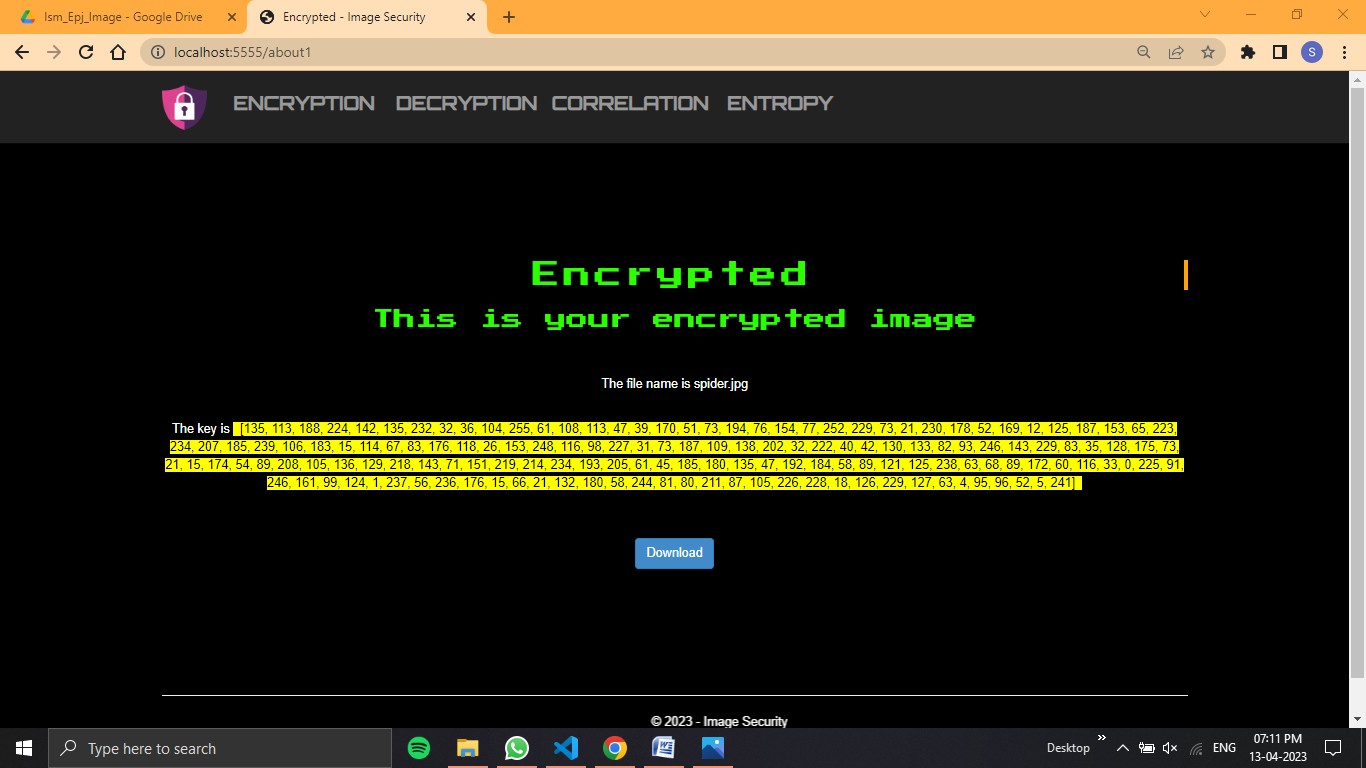 Ism_Epj_Image - Google Drive
Encrypted - Image Security
localhost:5555/about1
S
ENCRYPTION DECRYPTION CORRELATION ENTROPY
Encrypted
This is your encrypted image
The file name is spider.jpg
The key is [135, 113, 188, 224, 142, 135, 232, 32, 36, 104, 255, 61, 108, 113, 47, 39, 170, 51, 73, 194, 76, 154, 77, 252, 229, 73, 21, 230, 178, 52, 169, 12, 125, 187, 153, 65, 223,
234, 207, 185, 239, 106, 183, 15, 114, 67, 83, 176, 118, 26, 153, 248, 116, 98, 227, 31, 73, 187, 109, 138, 202, 32, 222, 40, 42, 130, 133, 82, 93, 246, 143, 229, 83, 35, 128, 175, 73,
21, 15, 174, 54, 89, 208, 105, 136, 129, 218, 143, 71, 151, 219, 214, 234, 193, 205, 61, 45, 185, 180, 135, 47, 192, 184, 58, 89, 121, 125, 238, 63, 68, 89, 172, 60, 116, 33, 0, 225, 91,
246, 161, 99, 124, 1, 237, 56, 236, 176, 15, 66, 21, 132, 180, 58, 244, 81, 80, 211, 87, 105, 226, 228, 18, 126, 229, 127, 63, 4, 95, 96, 52, 5, 241]
Download
© 2023 - Image Security
Type here to search
Desktop
ENG
07:11 PM
13-04-2023